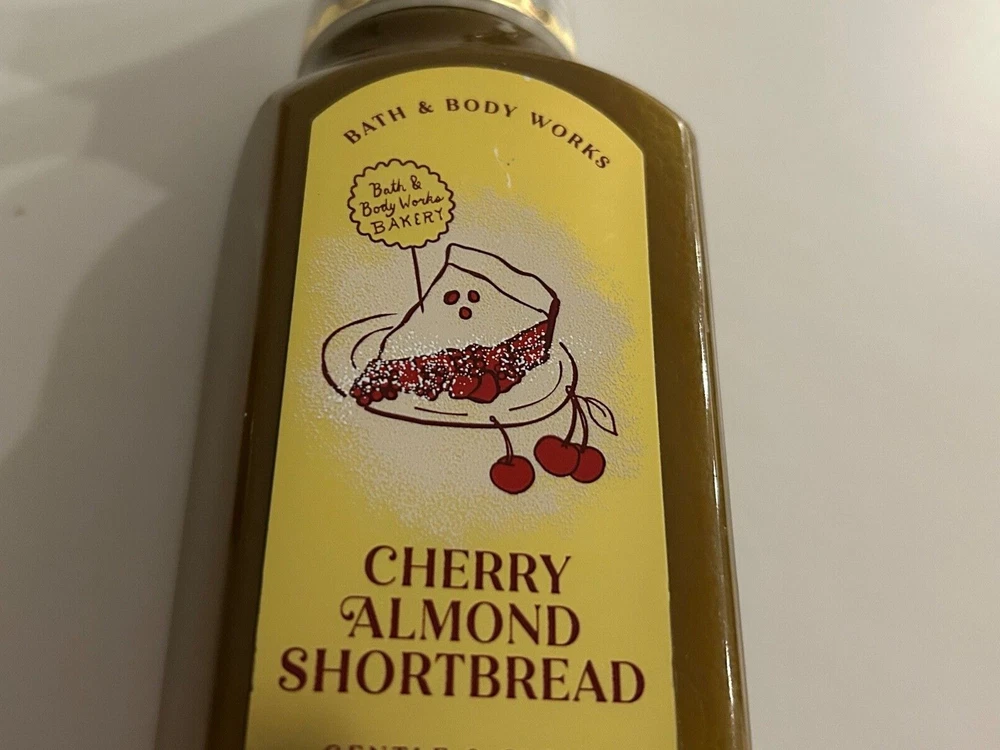 BATH & BODY WORKS
Bath &
Body Works
BAKERY
CHERRY
ALMOND
SHORTBREAD